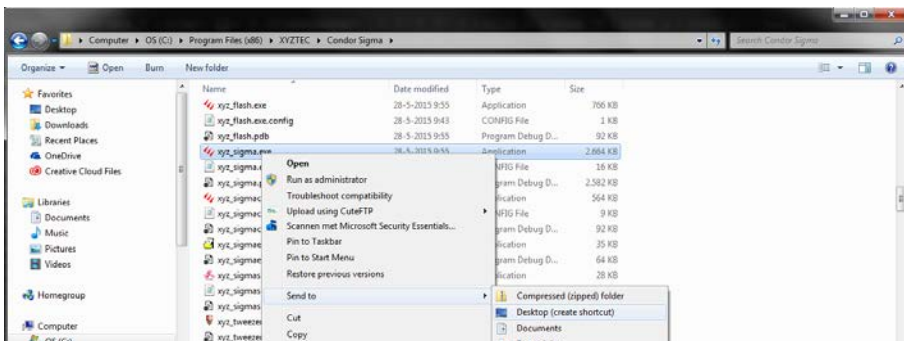 Computer ▸ OS (C:) ▸ Program Files (x86) ▸ XYZTEC ▸ Condor Sigma ▸ Search Condor Sigma
Organize Open Burn New folder
Name Date modified Type Size
Favorites
Desktop
Downloads
Recent Places
OneDrive
Creative Cloud Files
Libraries
Documents
Music
Pictures
Videos
Homegroup
Computer
OS (C:)
xyz_flash.exe 28-5-2015 9:55 Application 766 KB
xyz_flash.exe.config 28-5-2015 9:43 CONFIG File 1 KB
xyz_flash.pdb 28-5-2015 9:55 Program Debug D... 92 KB
xyz_sigma.exe 28-5-2015 9:55 Application 2.664 KB
xyz_sigma.e NFIG File 16 KB
xyz_sigma.p gram Debug D... 2.582 KB
xyz_sigmac lication 564 KB
xyz_sigmac NFIG File 9 KB
xyz_sigmac gram Debug D... 92 KB
xyz_sigmae lication 35 KB
xyz_sigmae gram Debug D... 64 KB
xyz_sigmas lication 28 KB
xyz_sigmas
xyz_sigmas
xyz_tweezer
xyz_tweezer
Open
Run as administrator
Troubleshoot compatibility
Upload using CuteFTP
Scannen met Microsoft Security Essentials...
Pin to Taskbar
Pin to Start Menu
Restore previous versions
Send to
Cut
Copy
Compressed (zipped) folder
Desktop (create shortcut)
Documents